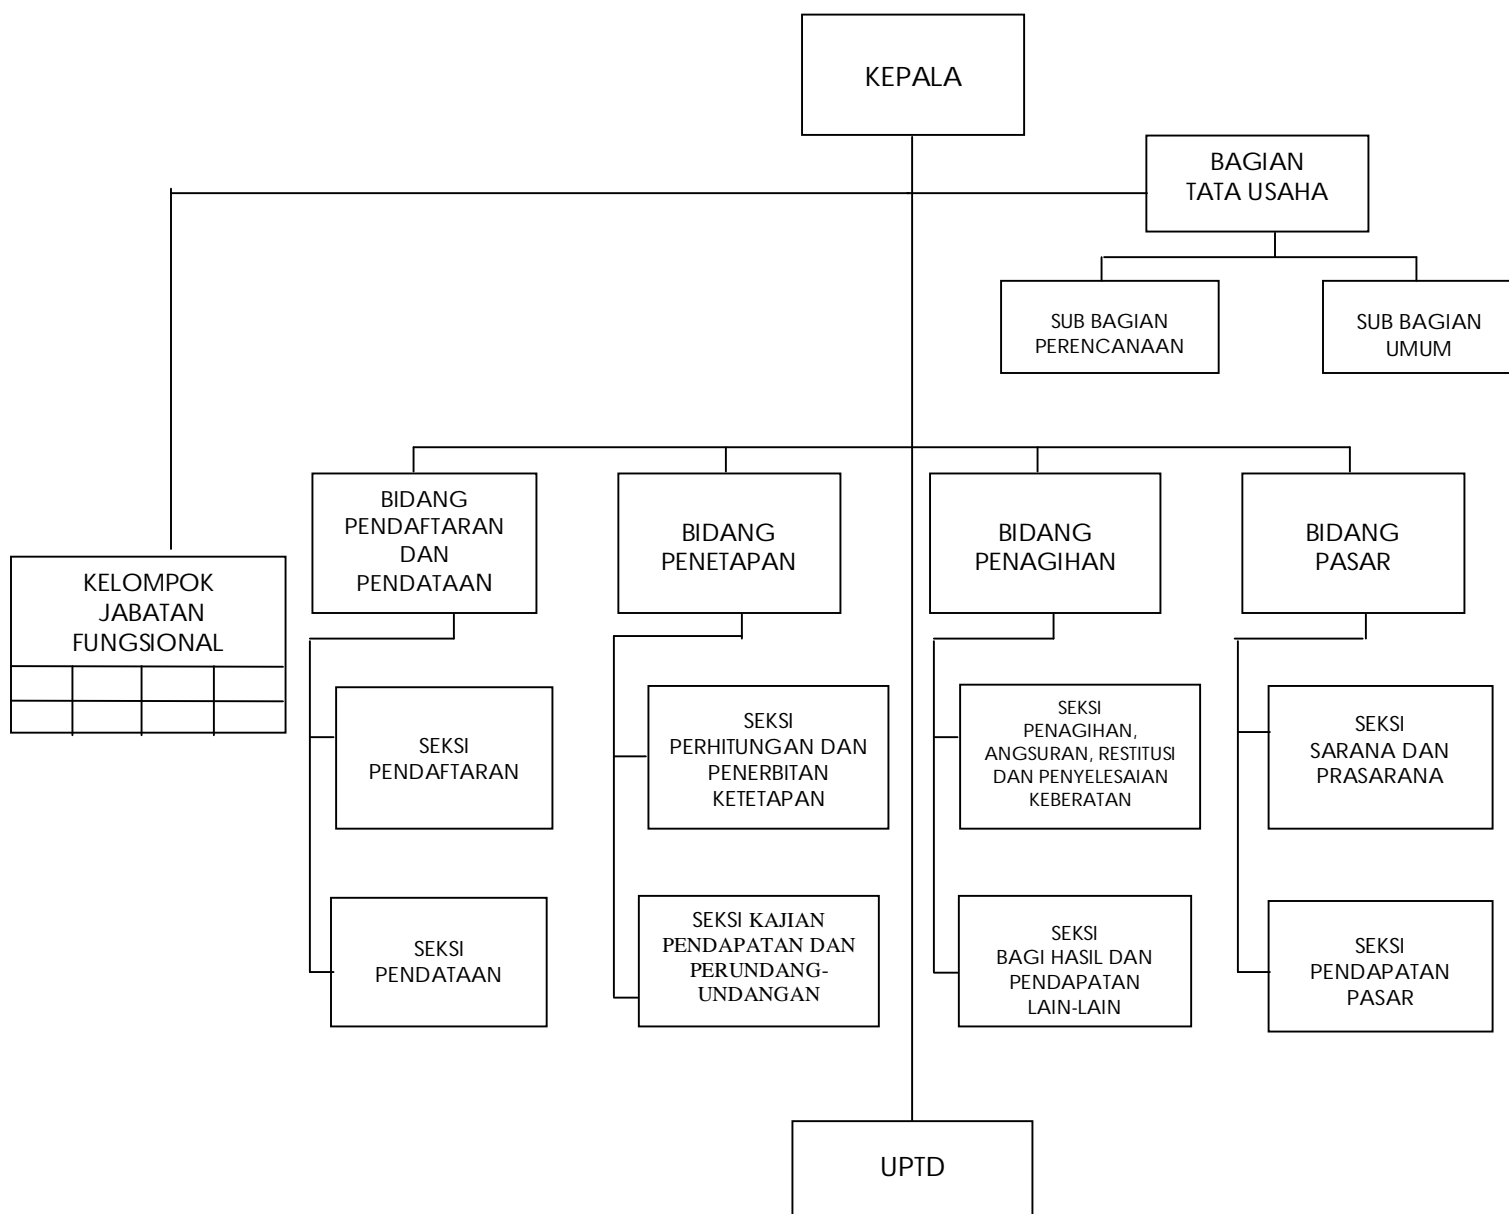 KEPALA
BAGIAN
TATA USAHA
SUB BAGIAN
PERENCANAAN
SUB BAGIAN
UMUM
KELOMPOK
JABATAN
FUNGSIONAL
BIDANG
PENDAFTARAN
DAN
PENDATAAN
BIDANG
PENETAPAN
BIDANG
PENAGIHAN
BIDANG
PASAR
SEKSI
PENDAFTARAN
SEKSI
PERHITUNGAN DAN
PENERBITAN
KETETAPAN
SEKSI
PENAGIHAN,
ANGSURAN, RESTITUSI
DAN PENYELESAIAN
KEBERATAN
SEKSI
SARANA DAN
PRASARANA
SEKSI
PENDATAAN
SEKSI KAJIAN
PENDAPATAN DAN
PERUNDANG-
UNDANGAN
SEKSI
BAGI HASIL DAN
PENDAPATAN
LAIN-LAIN
SEKSI
PENDAPATAN
PASAR
UPTD